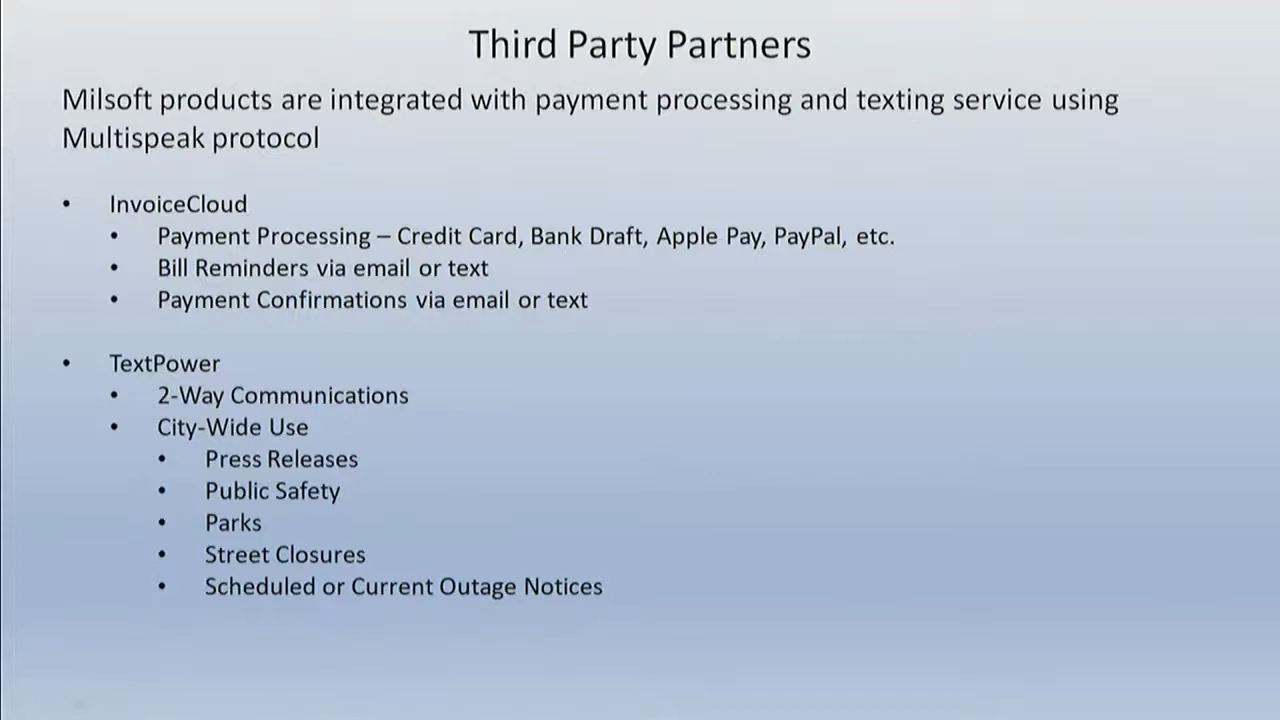 Third Party Partners
Milsoft products are integrated with payment processing and texting service using
Multispeak protocol
• InvoiceCloud
• Payment Processing – Credit Card, Bank Draft, Apple Pay, PayPal, etc.
• Bill Reminders via email or text
• Payment Confirmations via email or text
• TextPower
• 2-Way Communications
• City-Wide Use
• Press Releases
• Public Safety
• Parks
• Street Closures
• Scheduled or Current Outage Notices